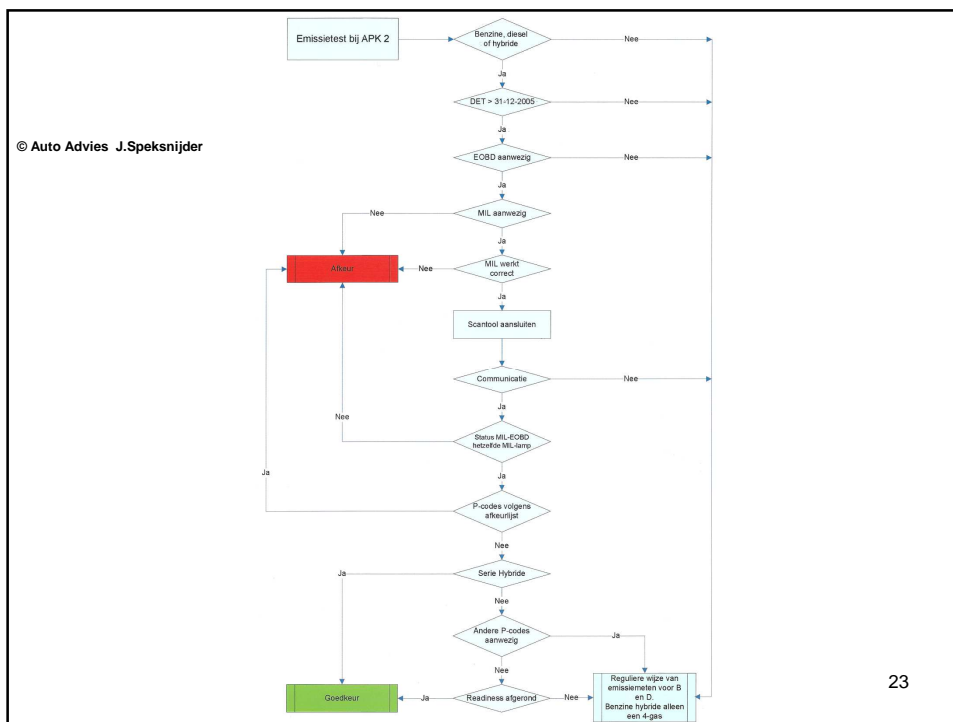 Emissietest bij APK 2
Benzine, diesel
of hybride
Nee
Ja
DET > 31-12-2005
Nee
Ja
© Auto Advies J.Speksnijder
EOBD aanwezig
Nee
Ja
MIL aanwezig
Nee
Ja
Afkeur
Nee
MIL werkt
correct
Ja
Scantool aansluiten
Communicatie
Nee
Ja
Nee
Status MIL-EOBD
hetzelfde MIL-lamp
Ja
Ja
P-codes volgens
afkeurlijst
Nee
Ja
Serie Hybride
Nee
Andere P-codes
aanwezig
Ja
Nee
Goedkeur
Ja
Readiness afgerond
Nee
Reguliere wijze van
emissiemeten voor B
en D.
Benzine hybride alleen
een 4-gas
23